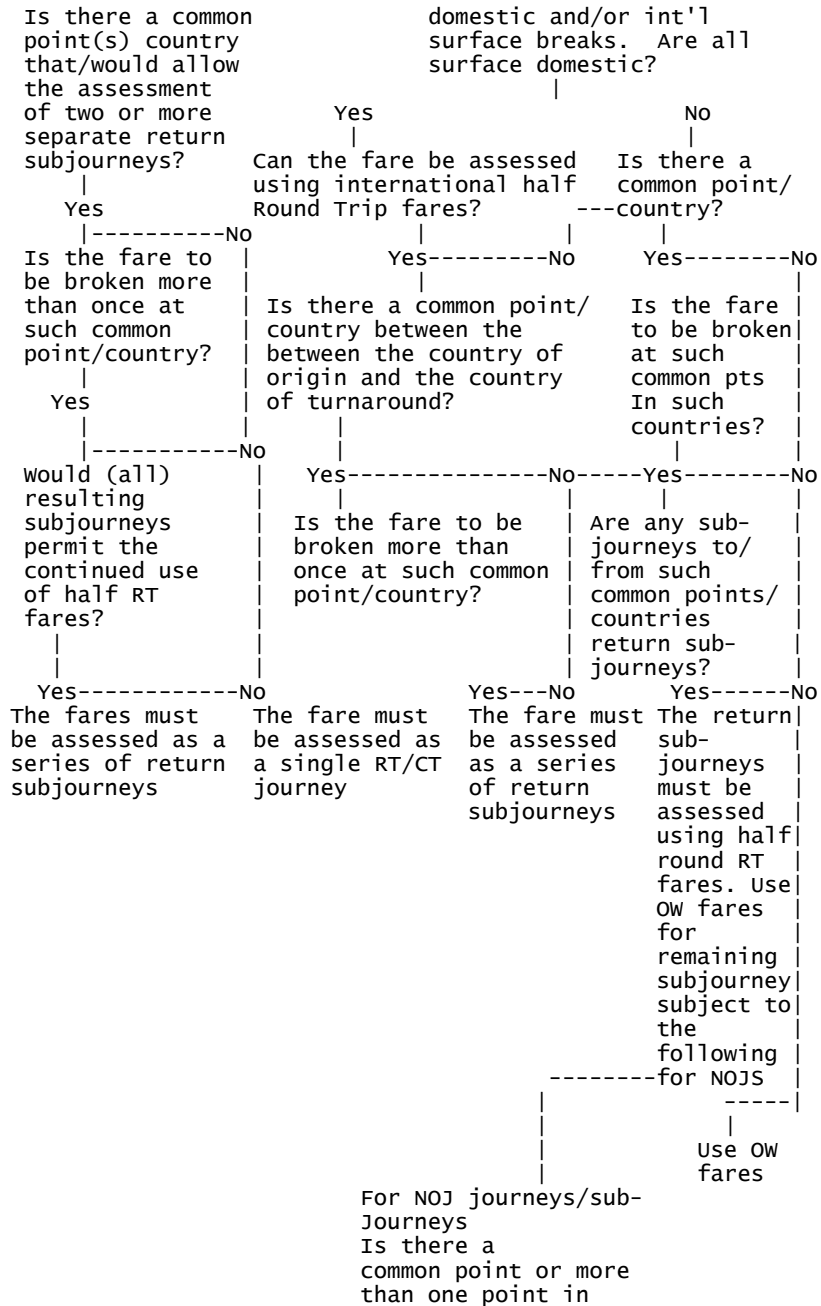 Is there a common          domestic and/or int'l
point(s) country           surface breaks.  Are all
that/would allow           surface domestic?
the assessment                        |
of two or more         Yes                      No
separate return         |                        |
subjourneys?    Can the fare be assessed    Is there a
    |           using international half    common point/
   Yes          Round Trip fares?       ---country?
    |----------No            |          |       |
Is the fare to  |          Yes---------No     Yes--------No
be broken more  |            |                           |
than once at    | Is there a common point/   Is the fare |
such common     | country between the        to be broken|
point/country?  | between the country of     at such     |
    |           | origin and the country     common pts  |
  Yes           | of turnaround?             In such     |
    |           |      |                     countries?  |
    |-----------No     |                         |       |
Would (all)      |   Yes---------------No-----Yes--------No
resulting        |     |                |       |        |
subjourneys      |  Is the fare to be   | Are any sub-   |
permit the       |  broken more than    | journeys to/   |
continued use    |  once at such common | from such      |
of half RT       |  point/country?      | common points/ |
fares?           |                      | countries      |
  |              |                      | return sub-    |
  |              |                      | journeys?      |
 Yes------------No              Yes---No      Yes------No
The fares must   The fare must   The fare must The return|
be assessed as a be assessed as  be assessed   sub-      |
series of return a single RT/CT  as a series   journeys  |
subjourneys      journey         of return     must be   |
                                 subjourneys   assessed  |
                                               using half|
                                               round RT  |
                                               fares. Use|
                                               OW fares  |
                                               for       |
                                               remaining |
                                               subjourney|
                                               subject to|
                                               the       |
                                               following |
                                       --------for NOJS  |
                                      |             -----|
                                      |             |
                                      |           Use OW
                                      |           fares
                         For NOJ journeys/sub-
                         Journeys
                         Is there a
                         common point or more
                         than one point in